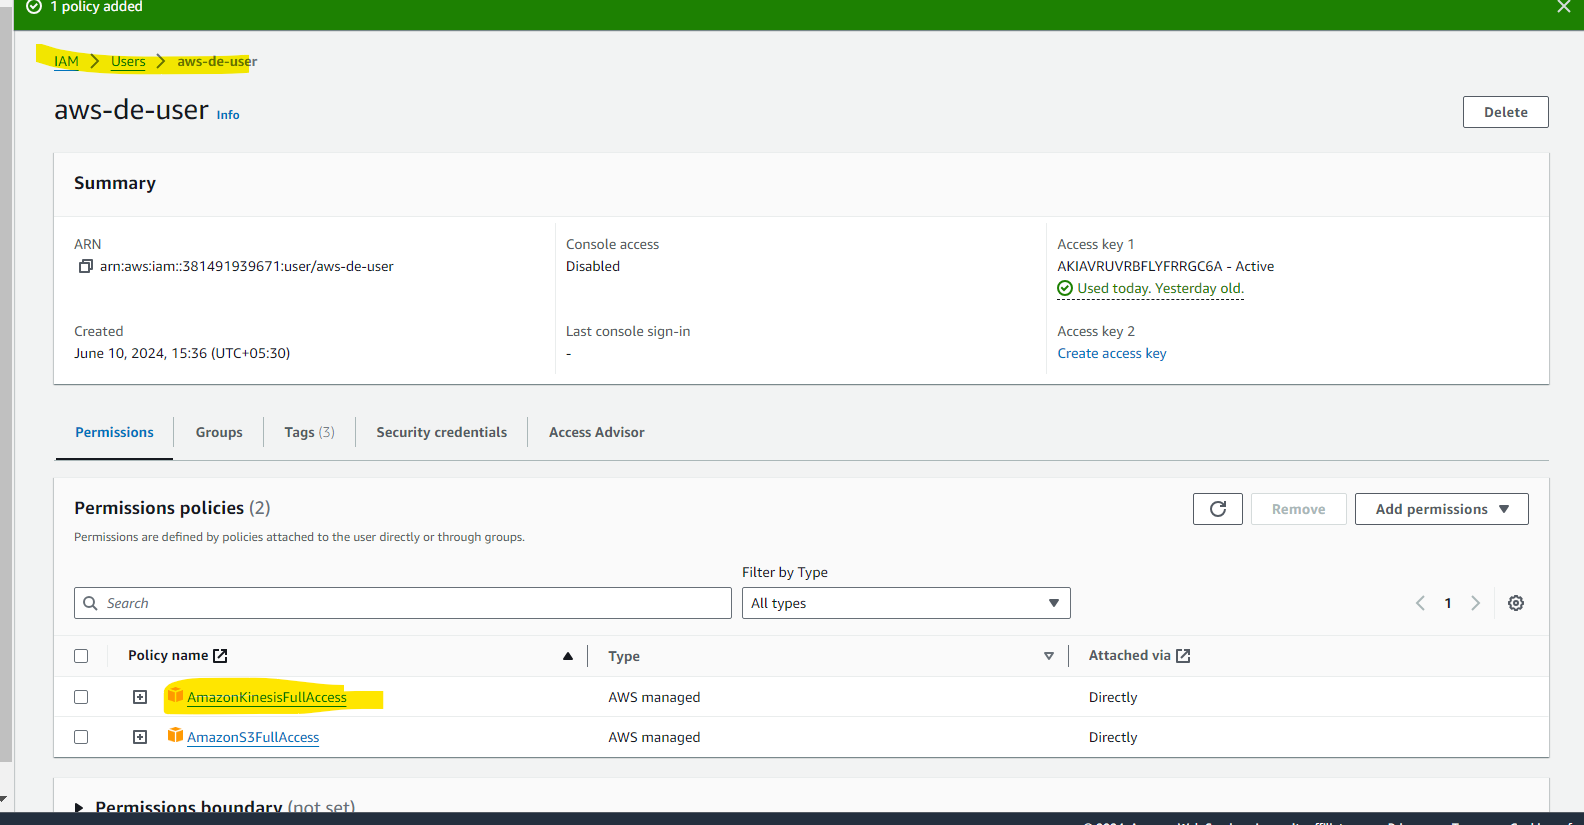 1 policy added
IAM > Users > aws-de-user
aws-de-user Info
Delete
Summary
ARN
arn:aws:iam::381491939671:user/aws-de-user
Console access
Disabled
Access key 1
AKIAVRUVRBFLYFRRGC6A - Active
Used today. Yesterday old.
Created
June 10, 2024, 15:36 (UTC+05:30)
Last console sign-in
-
Access key 2
Create access key
Permissions
Groups
Tags (3)
Security credentials
Access Advisor
Permissions policies (2)
Permissions are defined by policies attached to the user directly or through groups.
Remove
Add permissions
Filter by Type
Search
All types
1
Policy name
Type
Attached via
AmazonKinesisFullAccess
AWS managed
Directly
AmazonS3FullAccess
AWS managed
Directly
Permissions boundary (not set)